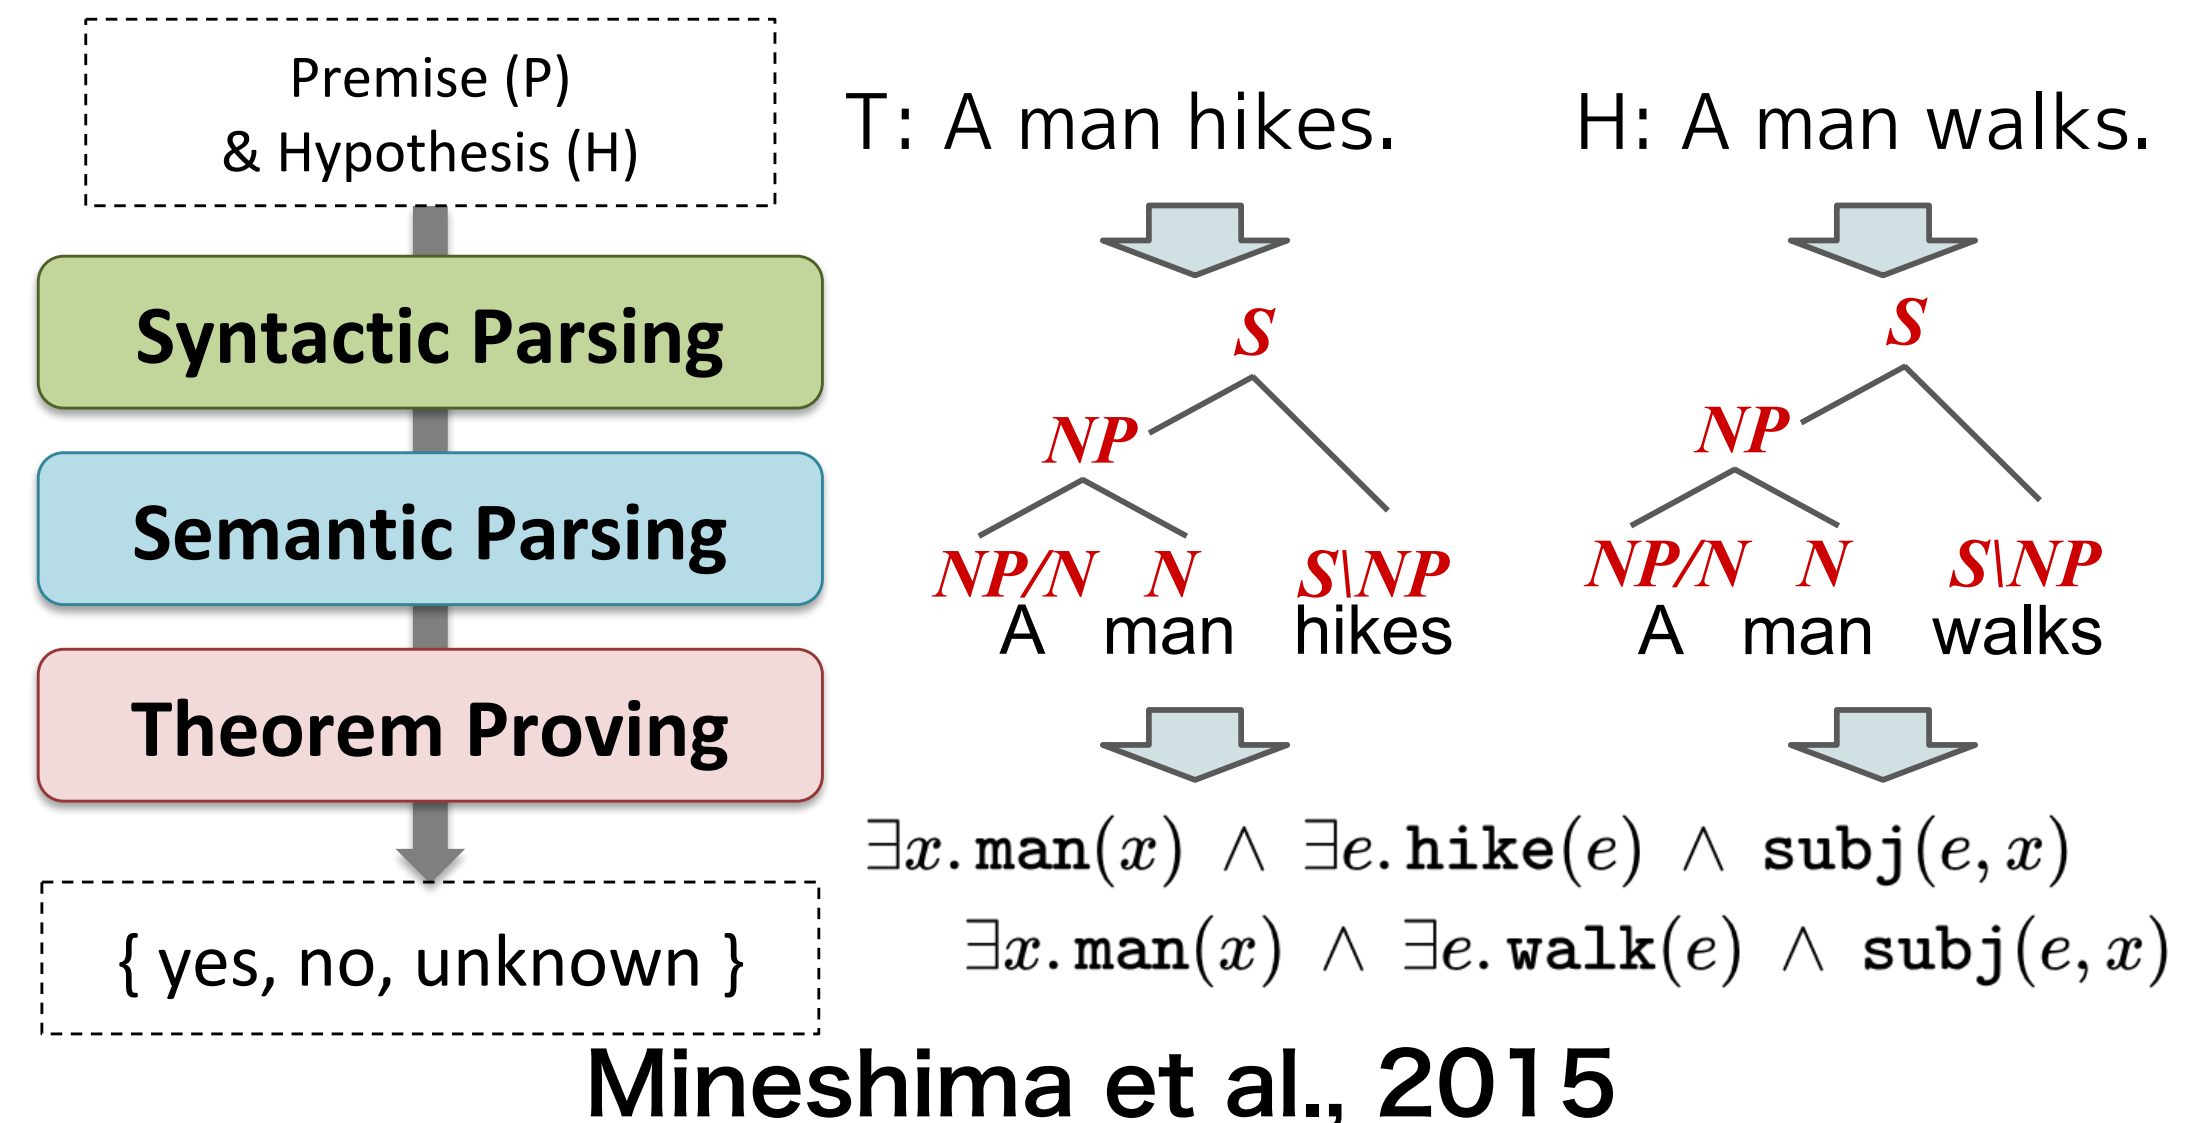 Premise (P)
& Hypothesis (H)
Syntactic Parsing
Semantic Parsing
Theorem Proving
{ yes, no, unknown }
T: A man hikes.
H: A man walks.
S
NP
NP/N N S\NP
A man hikes
S
NP
NP/N N S\NP
A man walks
∃x.man(x) ∧ ∃e.hike(e) ∧ subj(e, x)
∃x.man(x) ∧ ∃e.walk(e) ∧ subj(e, x)
Mineshima et al., 2015